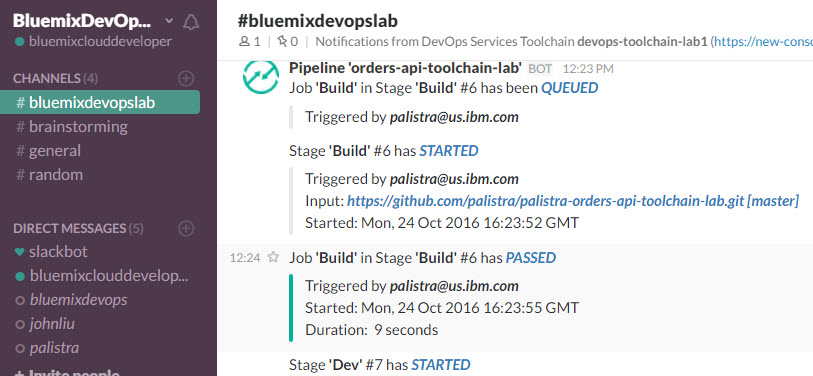 BluemixDevOp...
bluemixclouddeveloper
CHANNELS (4)
# bluemixdevopslab
# brainstorming
# general
# random
DIRECT MESSAGES (5)
slackbot
bluemixclouddevelop...
bluemixdevops
johnliu
palistra
+ Invite people
#bluemixdevopslab
1 | 0 | Notifications from DevOps Services Toolchain devops-toolchain-lab1 (https://new-conso
Pipeline 'orders-api-toolchain-lab' BOT 12:23 PM
Job 'Build' in Stage 'Build' #6 has been QUEUED
Triggered by palistra@us.ibm.com
Stage 'Build' #6 has STARTED
Triggered by palistra@us.ibm.com
Input: https://github.com/palistra/palistra-orders-api-toolchain-lab.git [master]
Started: Mon, 24 Oct 2016 16:23:52 GMT
12:24 Job 'Build' in Stage 'Build' #6 has PASSED
Triggered by palistra@us.ibm.com
Started: Mon, 24 Oct 2016 16:23:55 GMT
Duration: 9 seconds
Stage 'Dev' #7 has STARTED